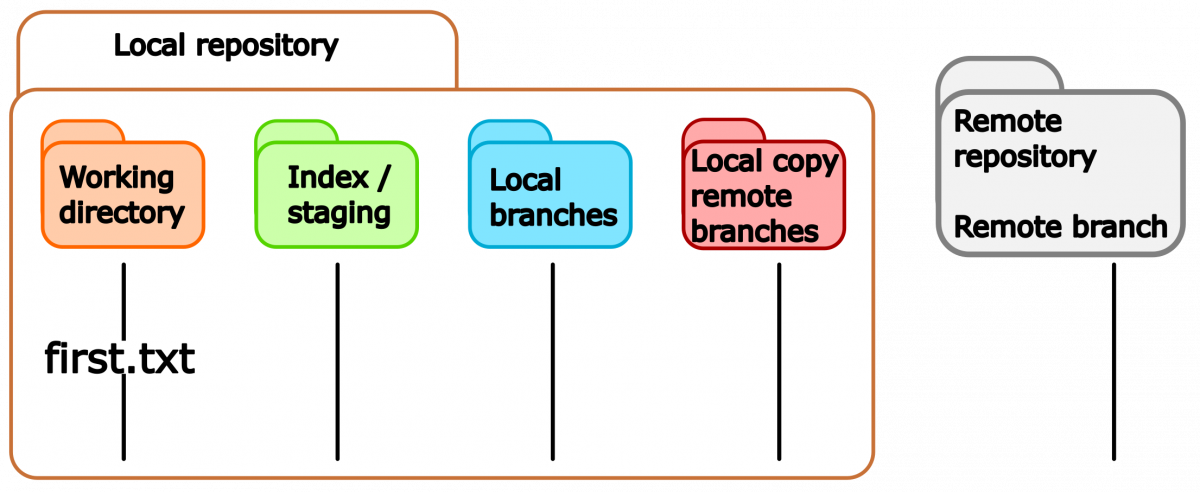 Local repository
Working
directory
Index /
staging
Local
branches
Local copy
remote
branches
Remote
repository
Remote branch
first.txt